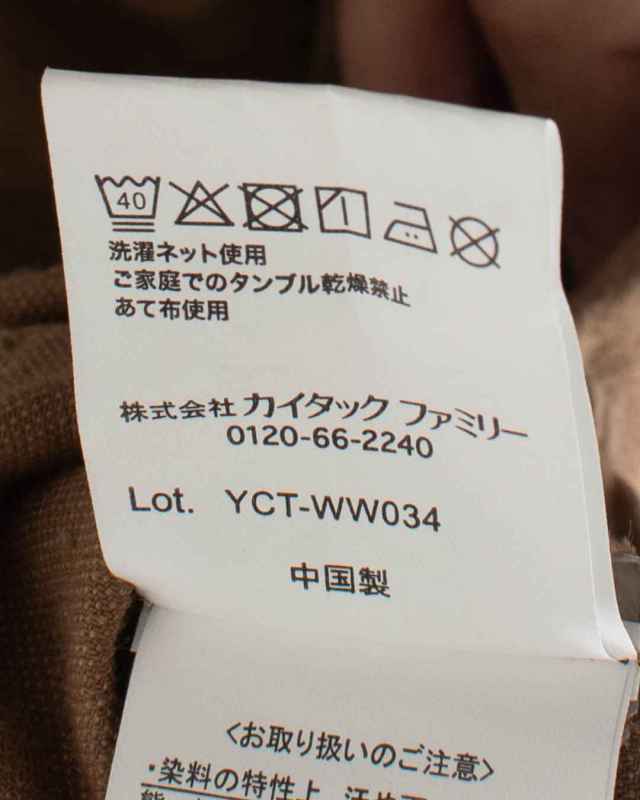 40
洗濯ネット使用
ご家庭でのタンブル乾燥禁止
あて布使用
株式会社 カイタック ファミリー
0120-66-2240
Lot. YCT-WW034
中国製
〈お取り扱いのご注意〉
・染料の特性上、汗や